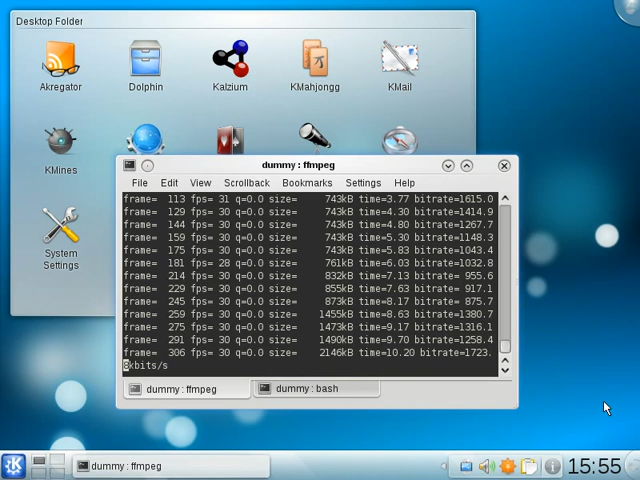 Desktop Folder
Akregator Dolphin Kalzium KMahjongg KMail
KMines
System
Settings
dummy : ffmpeg
File Edit View Scrollback Bookmarks Settings Help
frame= 113 fps= 31 q=0.0 size= 743kB time=3.77 bitrate=1615.0
frame= 129 fps= 30 q=0.0 size= 743kB time=4.30 bitrate=1414.9
frame= 144 fps= 30 q=0.0 size= 743kB time=4.80 bitrate=1267.7
frame= 159 fps= 30 q=0.0 size= 743kB time=5.30 bitrate=1148.3
frame= 175 fps= 30 q=0.0 size= 743kB time=5.83 bitrate=1043.4
frame= 181 fps= 28 q=0.0 size= 761kB time=6.03 bitrate=1032.8
frame= 214 fps= 30 q=0.0 size= 832kB time=7.13 bitrate= 955.6
frame= 229 fps= 30 q=0.0 size= 855kB time=7.63 bitrate= 917.1
frame= 245 fps= 30 q=0.0 size= 873kB time=8.17 bitrate= 875.7
frame= 259 fps= 30 q=0.0 size= 1455kB time=8.63 bitrate=1380.7
frame= 275 fps= 30 q=0.0 size= 1473kB time=9.17 bitrate=1316.1
frame= 291 fps= 30 q=0.0 size= 1490kB time=9.70 bitrate=1258.4
frame= 306 fps= 30 q=0.0 size= 2146kB time=10.20 bitrate=1723.
kbits/s
dummy : ffmpeg dummy : bash
dummy : ffmpeg 15:55